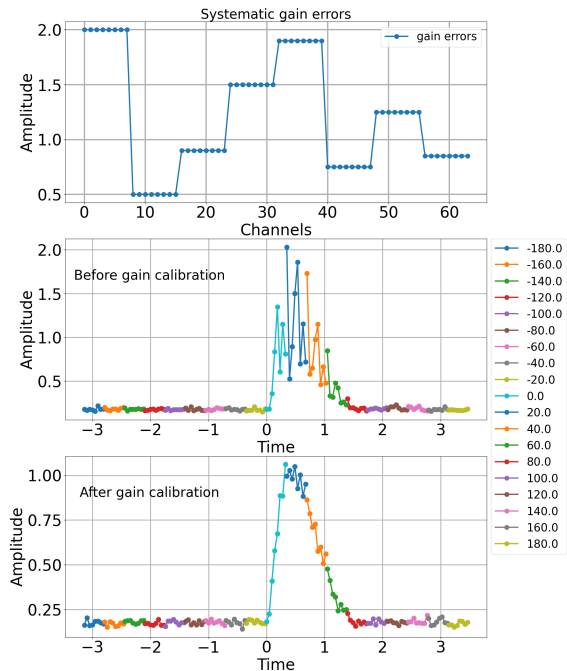 Systematic gain errors
2.0
1.5
1.0
0.5
Amplitude
gain errors
0 10 20 30 40 50 60
Channels
2.0
1.5
1.0
0.5
Amplitude
Before gain calibration
−3 −2 −1 0 1 2 3
Time
1.00
0.75
0.50
0.25
Amplitude
After gain calibration
−3 −2 −1 0 1 2 3
Time
-180.0
-160.0
-140.0
-120.0
-100.0
-80.0
-60.0
-40.0
-20.0
0.0
20.0
40.0
60.0
80.0
100.0
120.0
140.0
160.0
180.0